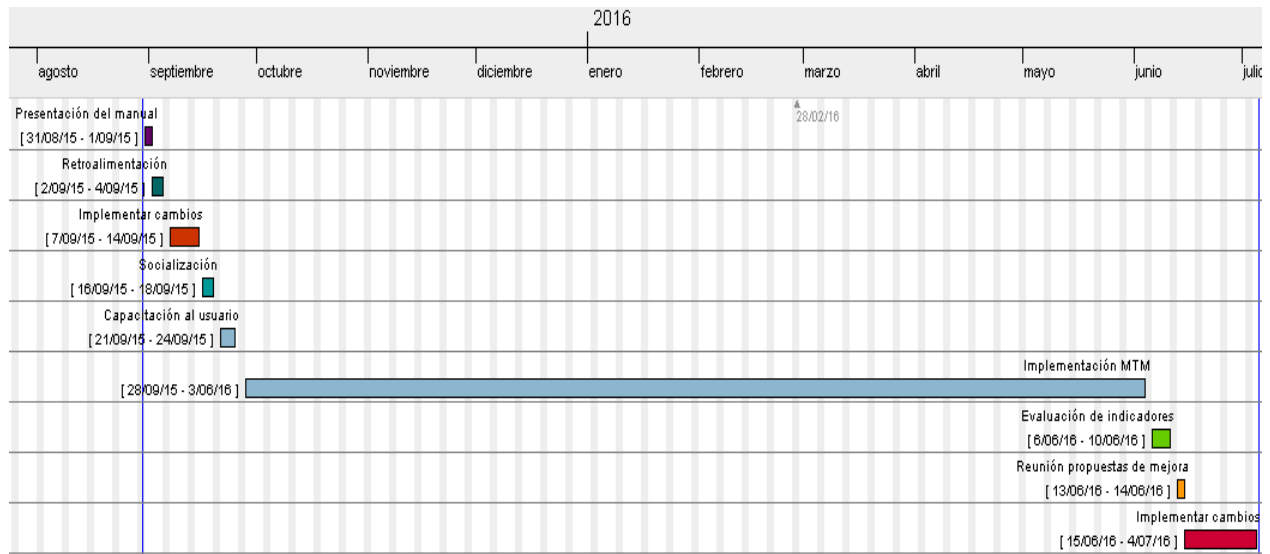 2016
agosto septiembre octubre noviembre diciembre enero febrero marzo abril mayo junio julio
28/02/16
Presentación del manual
[ 31/08/15 - 1/09/15 ]
Retroalimentación
[ 2/09/15 - 4/09/15 ]
Implementar cambios
[ 7/09/15 - 14/09/15 ]
Socialización
[ 16/09/15 - 18/09/15 ]
Capacitación al usuario
[ 21/09/15 - 24/09/15 ]
Implementación MTM
[ 28/09/15 - 3/06/16 ]
Evaluación de indicadores
[ 6/06/16 - 10/06/16 ]
Reunión propuestas de mejora
[ 13/06/16 - 14/06/16 ]
Implementar cambios
[ 15/06/16 - 4/07/16 ]